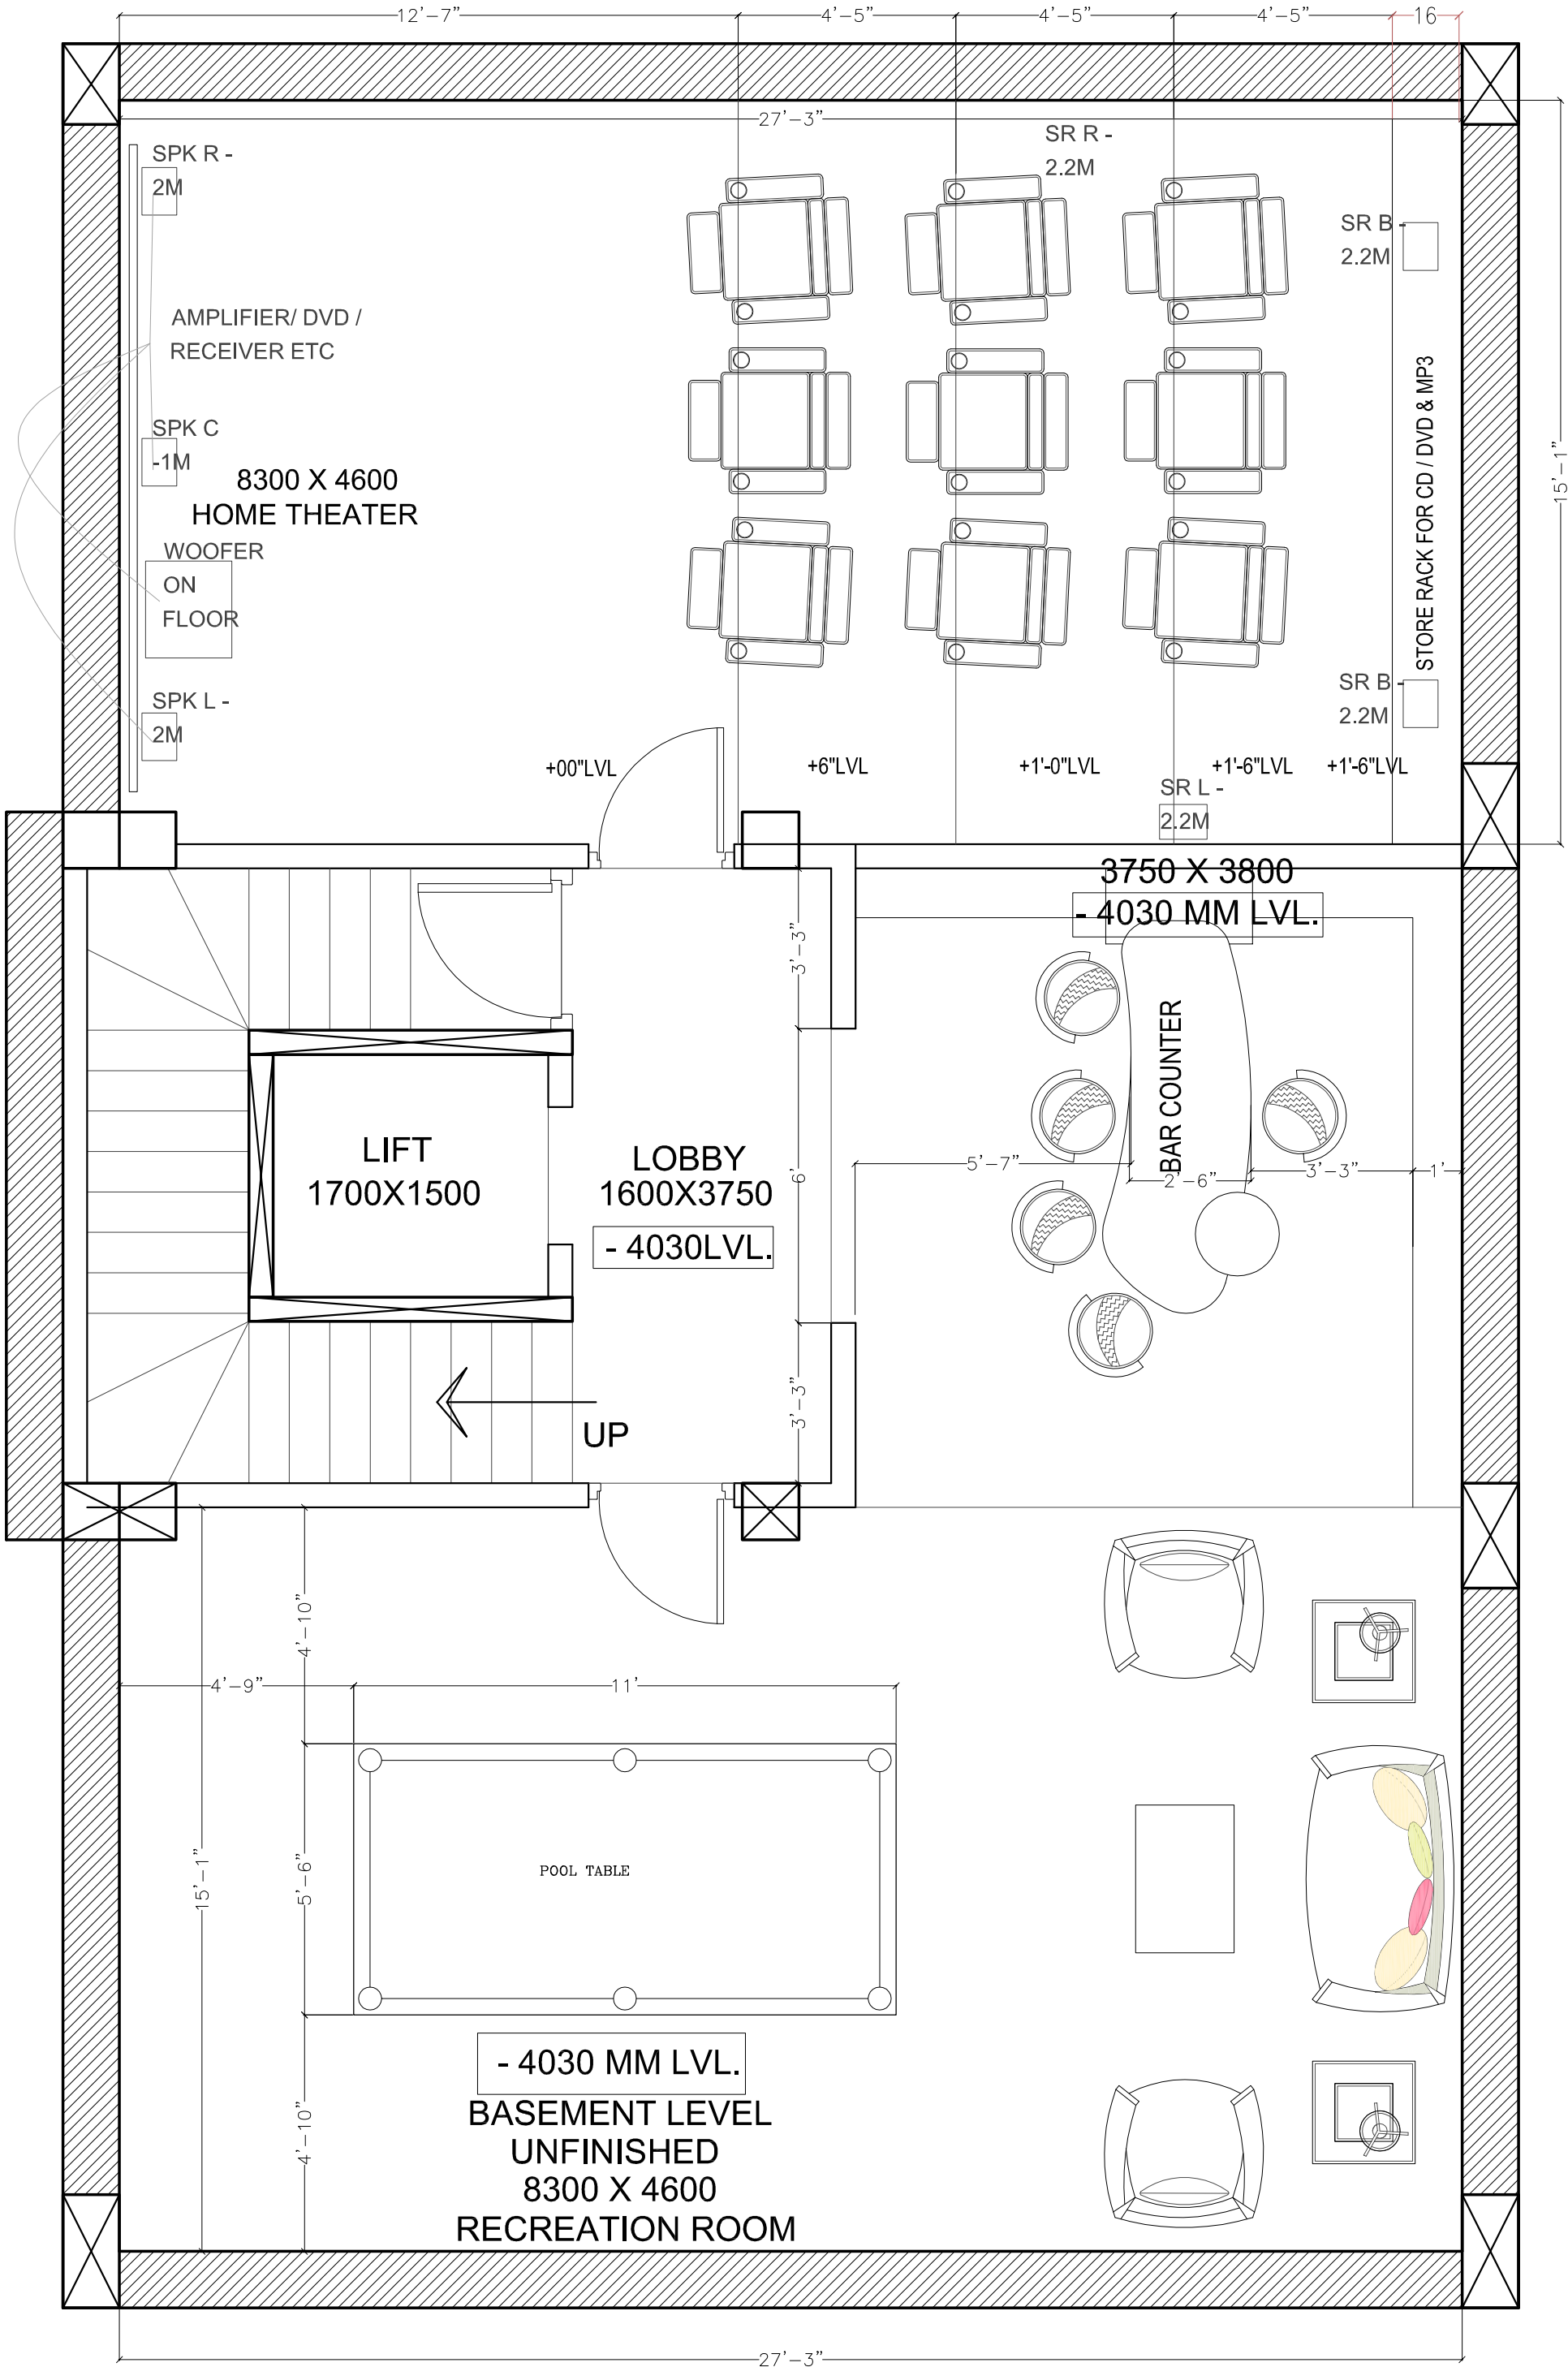 12'-7"
4'-5"
4'-5"
4'-5"
16
27'-3"
SPK R -
2M
SR R -
2.2M
SR B -
2.2M
AMPLIFIER/ DVD /
RECEIVER ETC
SPK C
-1M
8300 X 4600
HOME THEATER
STORE RACK FOR CD / DVD & MP3
15'-1"
WOOFER
ON
FLOOR
SPK L -
2M
SR B -
2.2M
+00"LVL
+6"LVL
+1'-0"LVL
+1'-6"LVL
+1'-6"LVL
SR L -
2.2M
3750 X 3800
- 4030 MM LVL.
3'-3"
BAR COUNTER
LIFT
1700X1500
LOBBY
1600X3750
- 4030LVL.
6'
5'-7"
2'-6"
3'-3"
1'
3'-3"
UP
4'-10"
4'-9"
11'
15'-1"
5'-6"
POOL TABLE
4'-10"
- 4030 MM LVL.
BASEMENT LEVEL
UNFINISHED
8300 X 4600
RECREATION ROOM
27'-3"